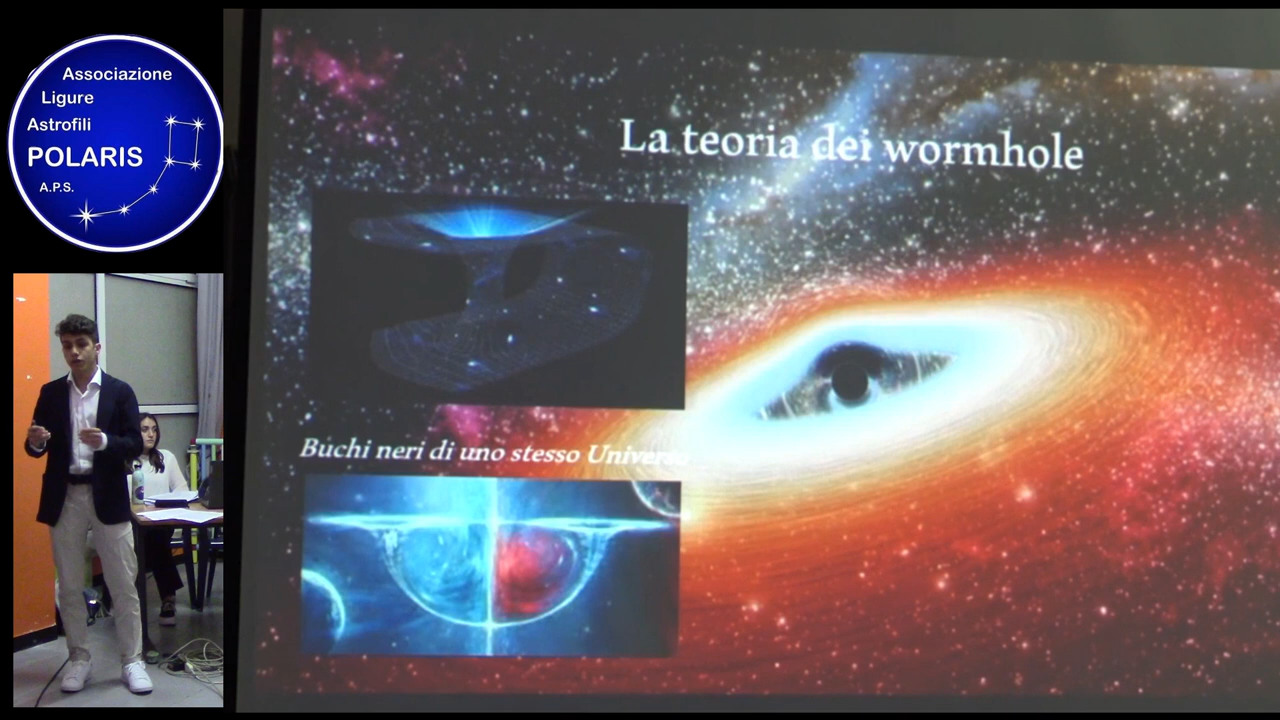 Associazione
Ligure
Astrofili
POLARIS
A.P.S.
La teoria dei wormhole
Buchi neri di uno stesso Universo